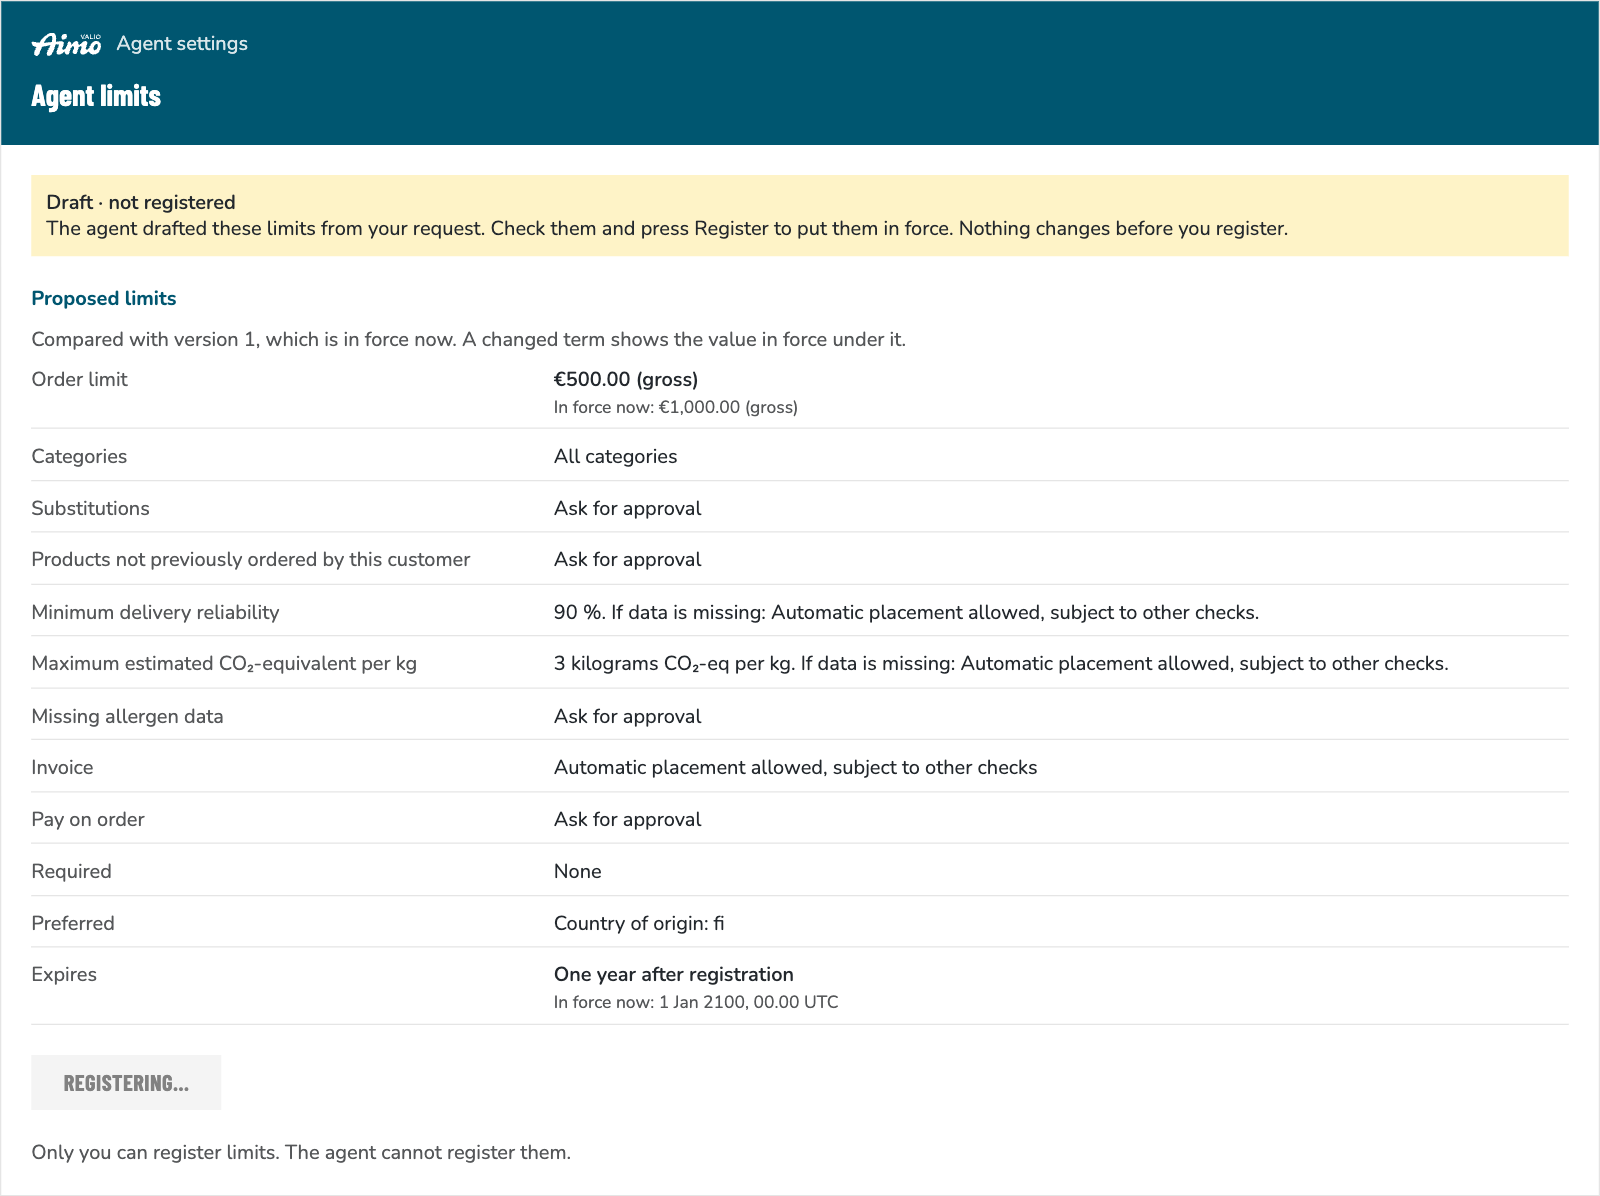 Aimo VALIO Agent settings
Agent limits
Draft · not registered
The agent drafted these limits from your request. Check them and press Register to put them in force. Nothing changes before you register.
Proposed limits
Compared with version 1, which is in force now. A changed term shows the value in force under it.
Order limit €500.00 (gross)
In force now: €1,000.00 (gross)
Categories All categories
Substitutions Ask for approval
Products not previously ordered by this customer Ask for approval
Minimum delivery reliability 90 %. If data is missing: Automatic placement allowed, subject to other checks.
Maximum estimated CO₂-equivalent per kg 3 kilograms CO₂-eq per kg. If data is missing: Automatic placement allowed, subject to other checks.
Missing allergen data Ask for approval
Invoice Automatic placement allowed, subject to other checks
Pay on order Ask for approval
Required None
Preferred Country of origin: fi
Expires One year after registration
In force now: 1 Jan 2100, 00.00 UTC
REGISTERING...
Only you can register limits. The agent cannot register them.